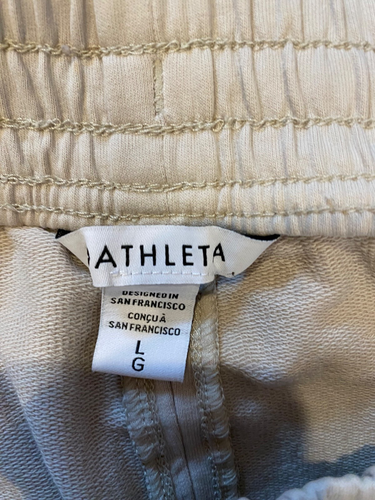 ATHLETA
DESIGNED IN
SAN FRANCISCO
CONÇU À
SAN FRANCISCO
L
G